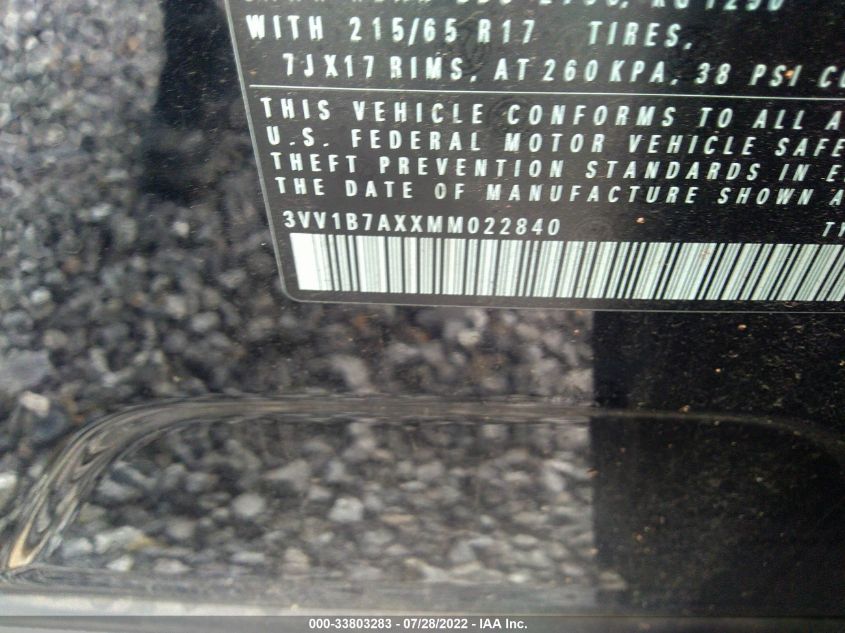 WITH 215/65 R17 TIRES,
7JX17 RIMS, AT 260 KPA, 38 PSI
THIS VEHICLE CONFORMS TO ALL
U.S. FEDERAL MOTOR VEHICLE
THEFT PREVENTION STANDARDS IN
THE DATE OF MANUFACTURE SHOWN
3VV1B7AXXMM022840
000-33803283 / 07/28/2022 - IAA Inc.